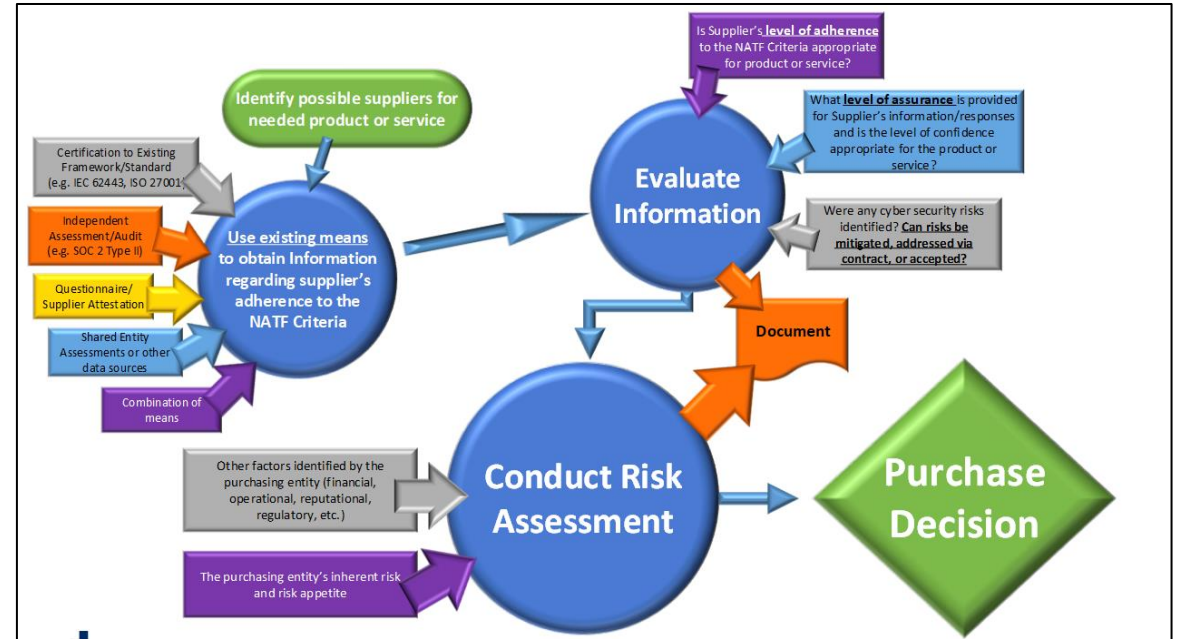 Identify possible suppliers for
needed product or service
Certification to Existing
Framework/Standard
(e.g. IEC 62443, ISO 27001)
Independent
Assessment/Audit
(e.g. SOC 2 Type II)
Questionnaire/
Supplier Attestation
Shared Entity
Assessments or other
data sources
Combination of
means
Use existing means
to obtain Information
regarding supplier's
adherence to the
NATF Criteria
Is Supplier's level of adherence
to the NATF Criteria appropriate
for product or service?
What level of assurance is provided
for Supplier's information/responses
and is the level of confidence
appropriate for the product or
service?
Were any cyber security risks
identified? Can risks be
mitigated, addressed via
contract, or accepted?
Evaluate
Information
Document
Other factors identified by the
purchasing entity (financial,
operational, reputational,
regulatory, etc.)
The purchasing entity's inherent risk
and risk appetite
Conduct Risk
Assessment
Purchase
Decision